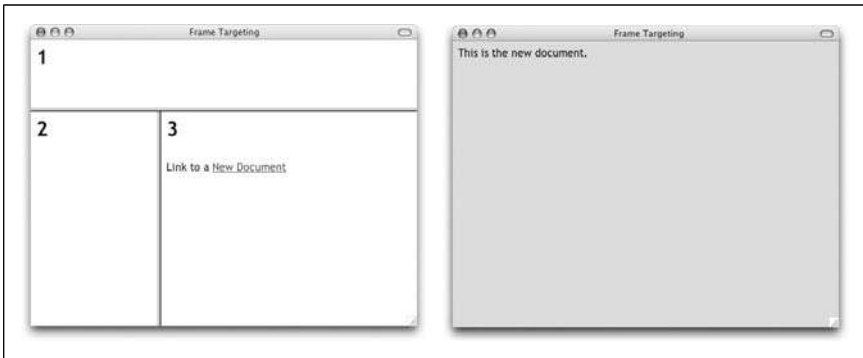 Frame Targeting
1
2
3
Link to a New Document
Frame Targeting
This is the new document.